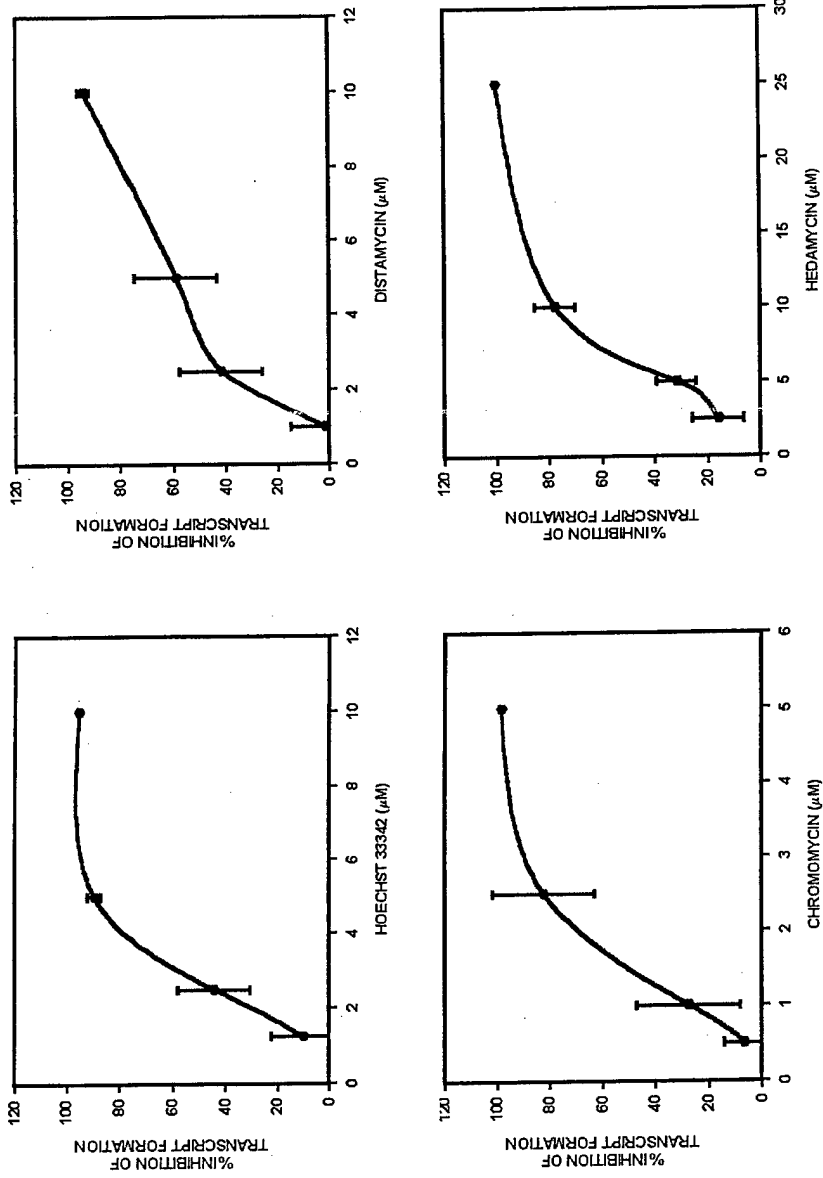 % INHIBITION OF
TRANSCRIPT FORMATION
120
100
80
60
40
20
0
0 2 4 6 8 10 12
HOECHST 33342 (µM)
% INHIBITION OF
TRANSCRIPT FORMATION
120
100
80
60
40
20
0
0 2 4 6 8 10 12
DISTAMYCIN (µM)
% INHIBITION OF
TRANSCRIPT FORMATION
120
100
80
60
40
20
0
0 1 2 3 4 5 6
CHROMOMYCIN (µM)
% INHIBITION OF
TRANSCRIPT FORMATION
120
100
80
60
40
20
0
0 5 10 15 20 25 30
HEDAMYCIN (µM)